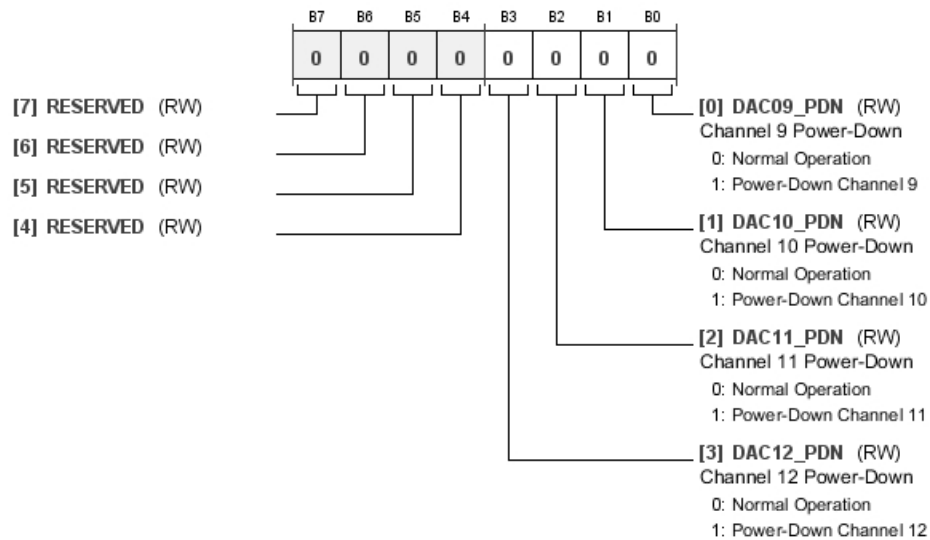 B7 B6 B5 B4 B3 B2 B1 B0
0 0 0 0 0 0 0 0
[7] RESERVED (RW)
[6] RESERVED (RW)
[5] RESERVED (RW)
[4] RESERVED (RW)
[0] DAC09_PDN (RW)
Channel 9 Power-Down
0: Normal Operation
1: Power-Down Channel 9
[1] DAC10_PDN (RW)
Channel 10 Power-Down
0: Normal Operation
1: Power-Down Channel 10
[2] DAC11_PDN (RW)
Channel 11 Power-Down
0: Normal Operation
1: Power-Down Channel 11
[3] DAC12_PDN (RW)
Channel 12 Power-Down
0: Normal Operation
1: Power-Down Channel 12